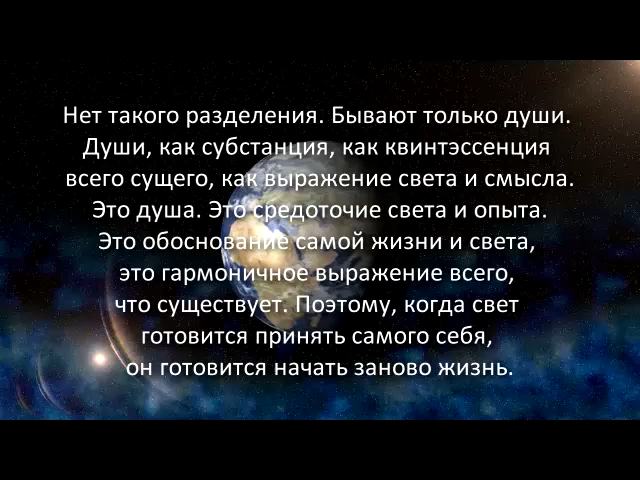 Нет такого разделения. Бывают только души.
Души, как субстанция, как квинтэссенция
всего сущего, как выражение света и смысла.
Это душа. Это средоточие света и опыта.
Это обоснование самой жизни и света,
это гармоничное выражение всего,
что существует. Поэтому, когда свет
готовится принять самого себя,
он готовится начать заново жизнь.